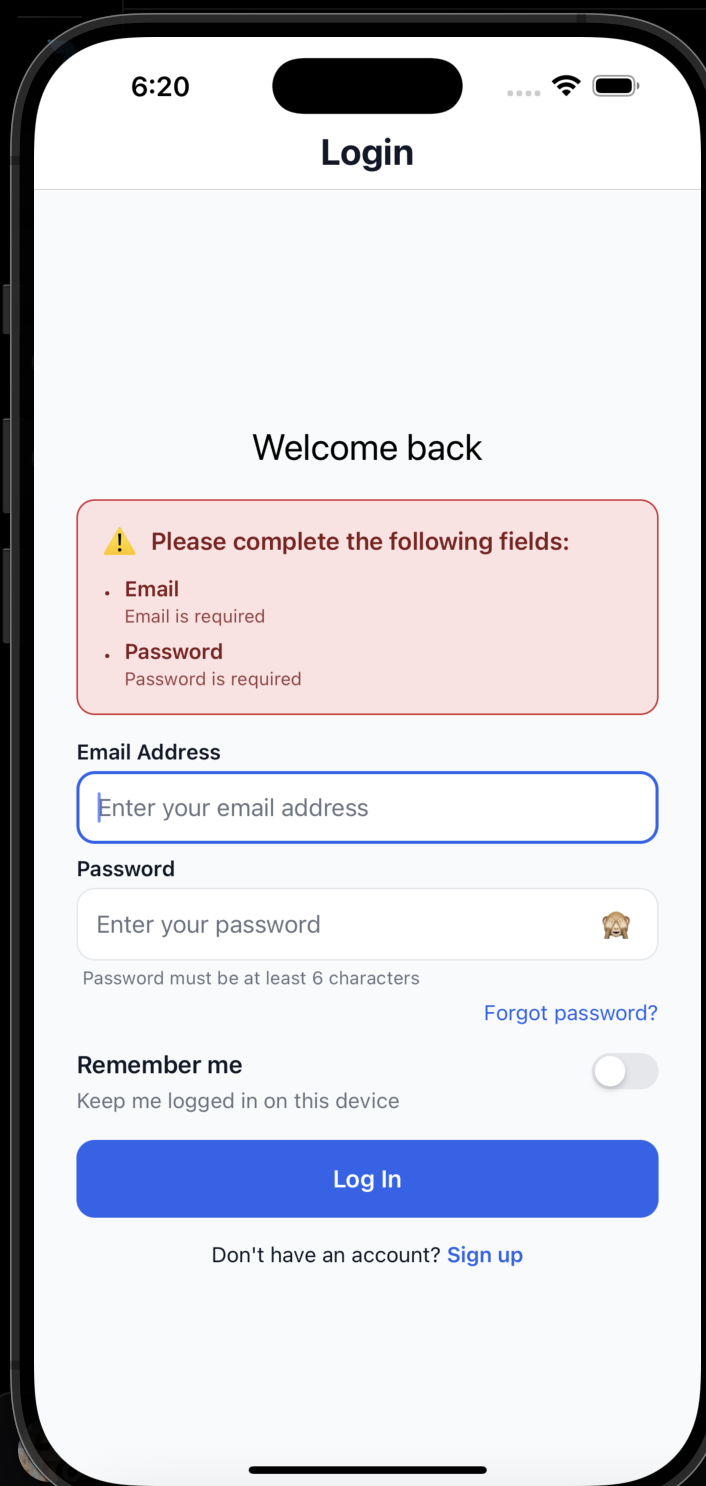 6:20
Login
Welcome back
Please complete the following fields:
Email
Email is required
Password
Password is required
Email Address
Enter your email address
Password
Enter your password
Password must be at least 6 characters
Forgot password?
Remember me
Keep me logged in on this device
Log In
Don't have an account? Sign up